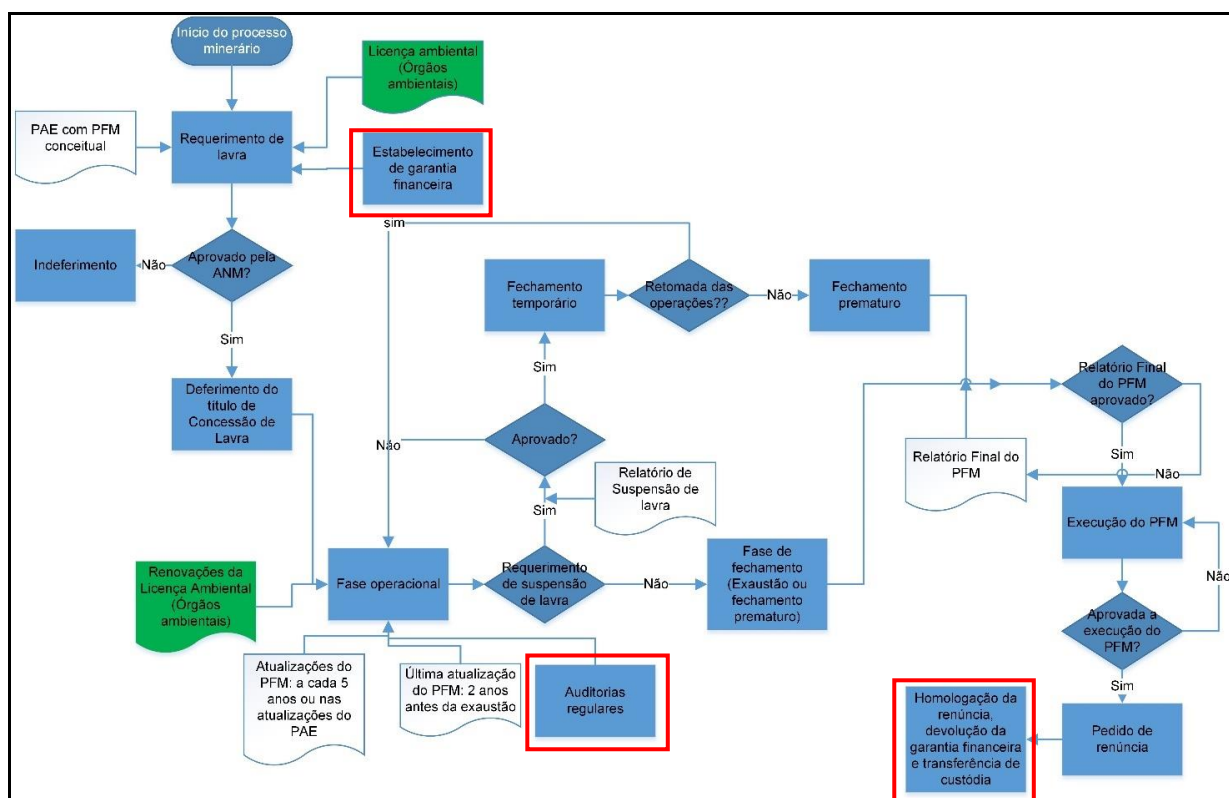 Início do processo
minerário
Licença ambiental
(Órgãos
ambientais)
PAE com PFM
conceitual
Requerimento de
lavra
Estabelecimento
de garantia
financeira
sim
Indeferimento
Não
Aprovado pela
ANM?
Fechamento
temporário
Retomada das
operações??
Não
Fechamento
prematuro
Sim
Sim
Relatório Final
do PFM
aprovado?
Deferimento do
título de
Concessão de
Lavra
Não
Aprovado?
Relatório Final do
PFM
Sim
Não
Relatório de
Suspensão de
lavra
Sim
Execução do PFM
Renovações da
Licença Ambiental
(Órgãos
ambientais)
Fase operacional
Requerimento
de suspensão
de lavra
Não
Fase de
fechamento
(Exaustão ou
fechamento
prematuro)
Não
Aprovada a
execução do
PFM?
Atualizações do
PFM: a cada 5
anos ou nas
atualizações do
PAE
Última atualização
do PFM: 2 anos
antes da exaustão
Auditorias
regulares
Sim
Homologação da
renúncia,
devolução da
garantia financeira
e transferência de
custódia
Pedido de
renúncia